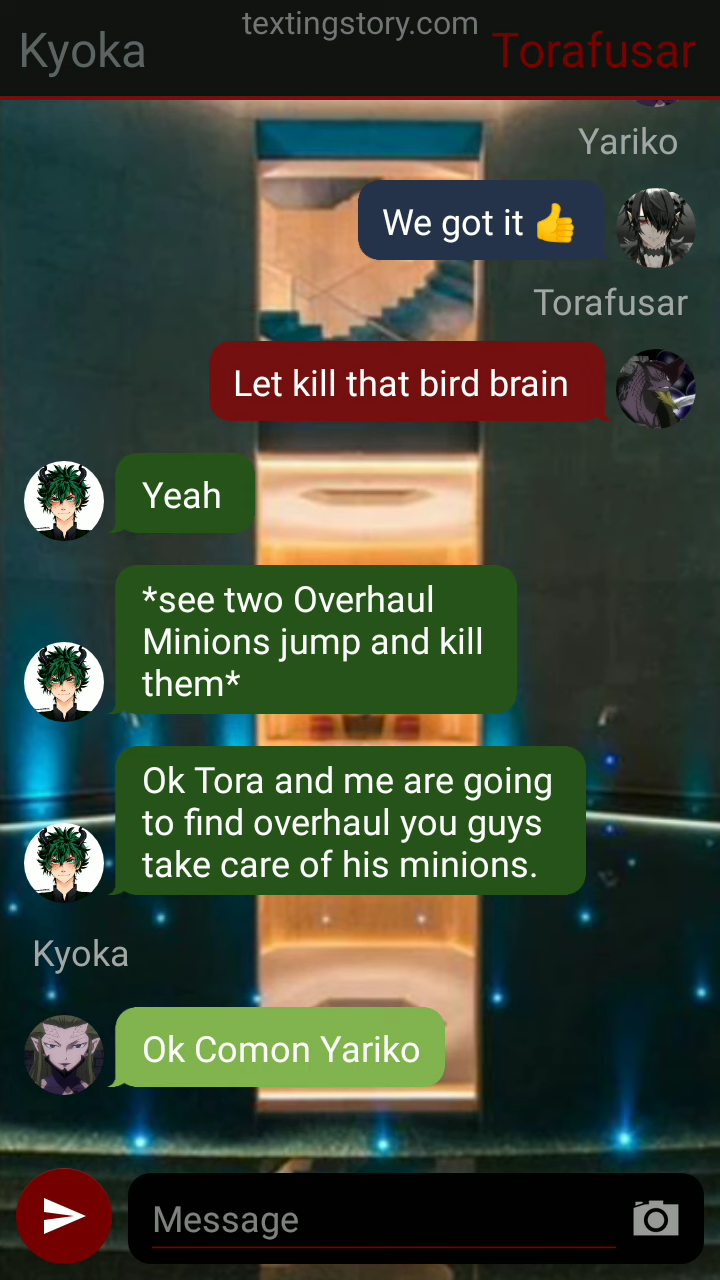 textingstory.com
Kyoka
Torafusar
Yariko
We got it 👍
Torafusar
Let kill that bird brain
Yeah
*see two Overhaul
Minions jump and kill
them*
Ok Tora and me are going
to find overhaul you guys
take care of his minions.
Kyoka
Ok Comon Yariko
Message